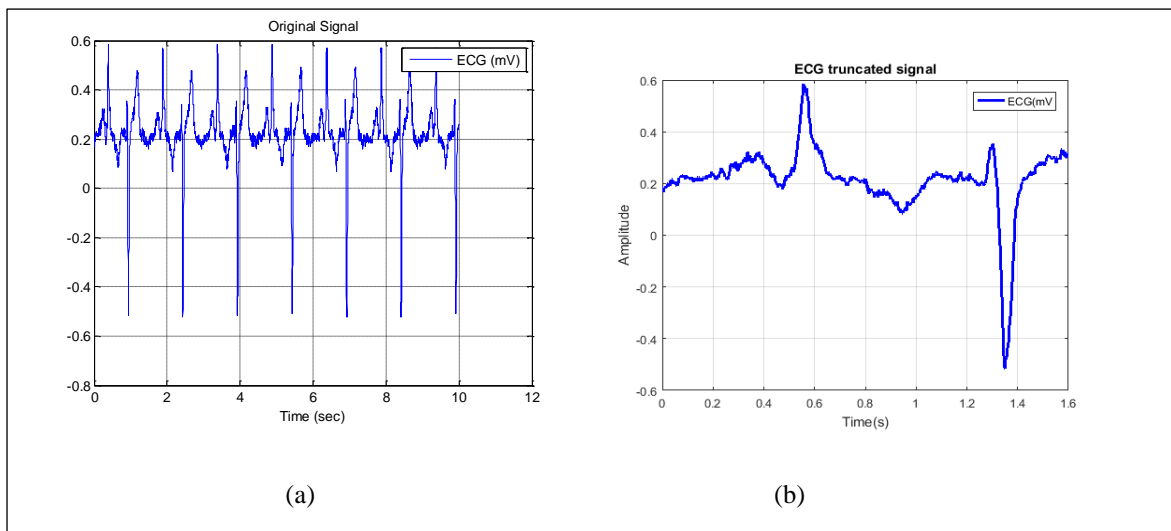 Original Signal
ECG (mV)
0.6
0.4
0.2
0
-0.2
-0.4
-0.6
-0.8
0 2 4 6 8 10 12
Time (sec)
(a)
ECG truncated signal
ECG(mV
Amplitude
0.6
0.4
0.2
0
-0.2
-0.4
-0.6
0 0.2 0.4 0.6 0.8 1 1.2 1.4 1.6
Time(s)
(b)